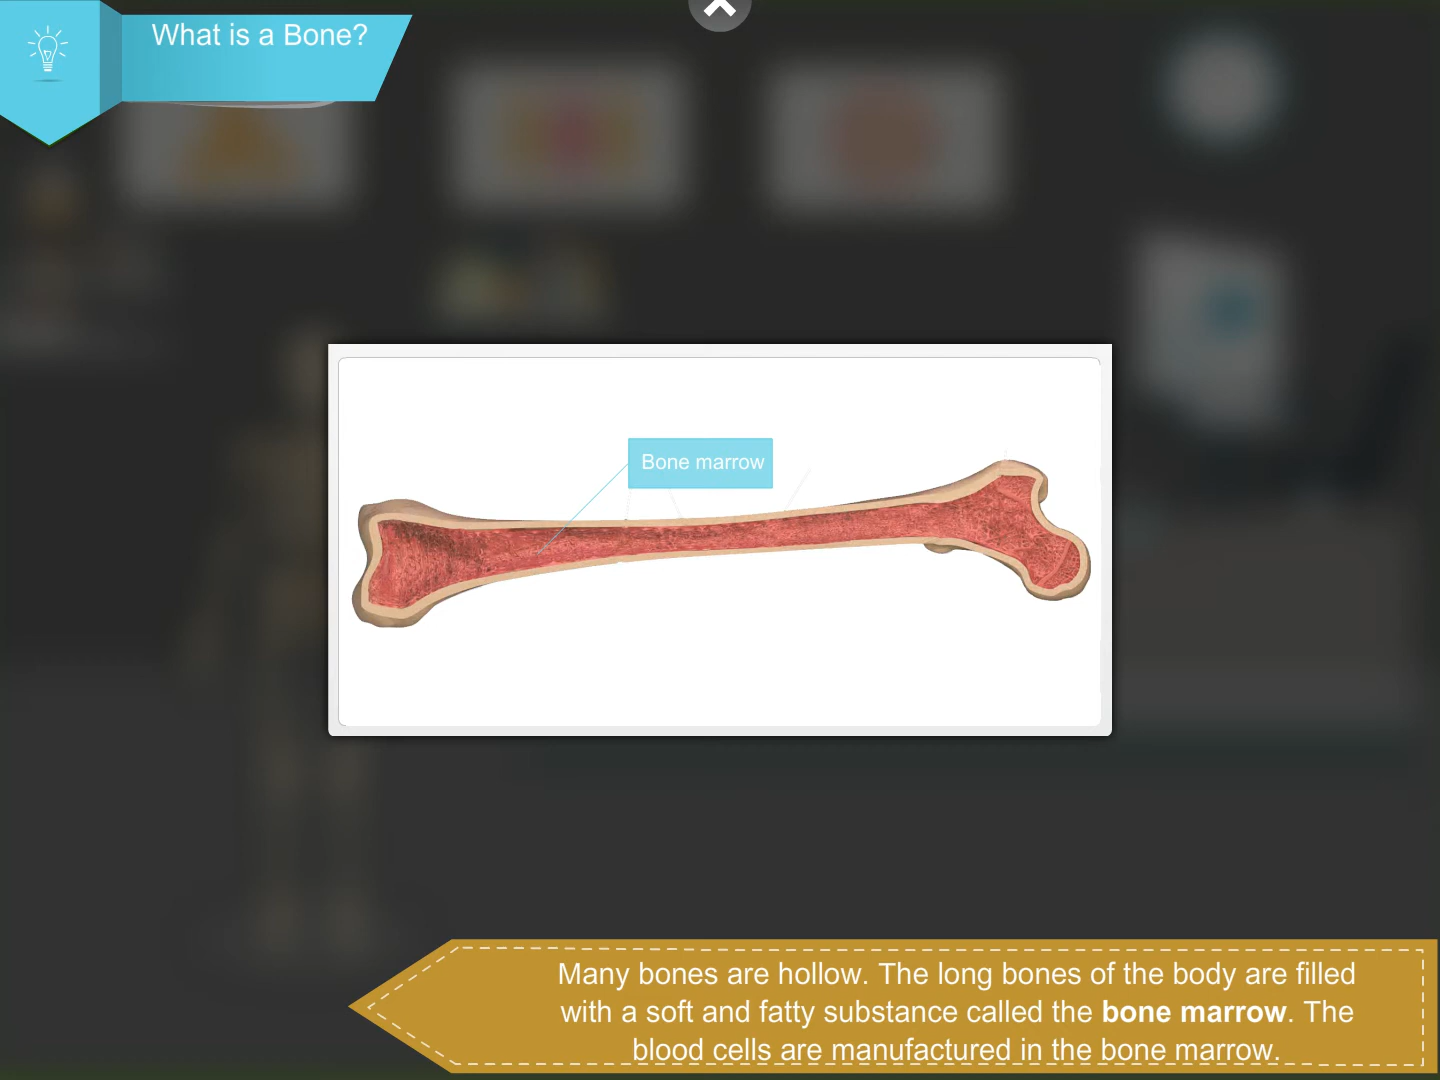 What is a Bone?
Bone marrow
Many bones are hollow. The long bones of the body are filled
with a soft and fatty substance called the bone marrow. The
blood cells are manufactured in the bone marrow.